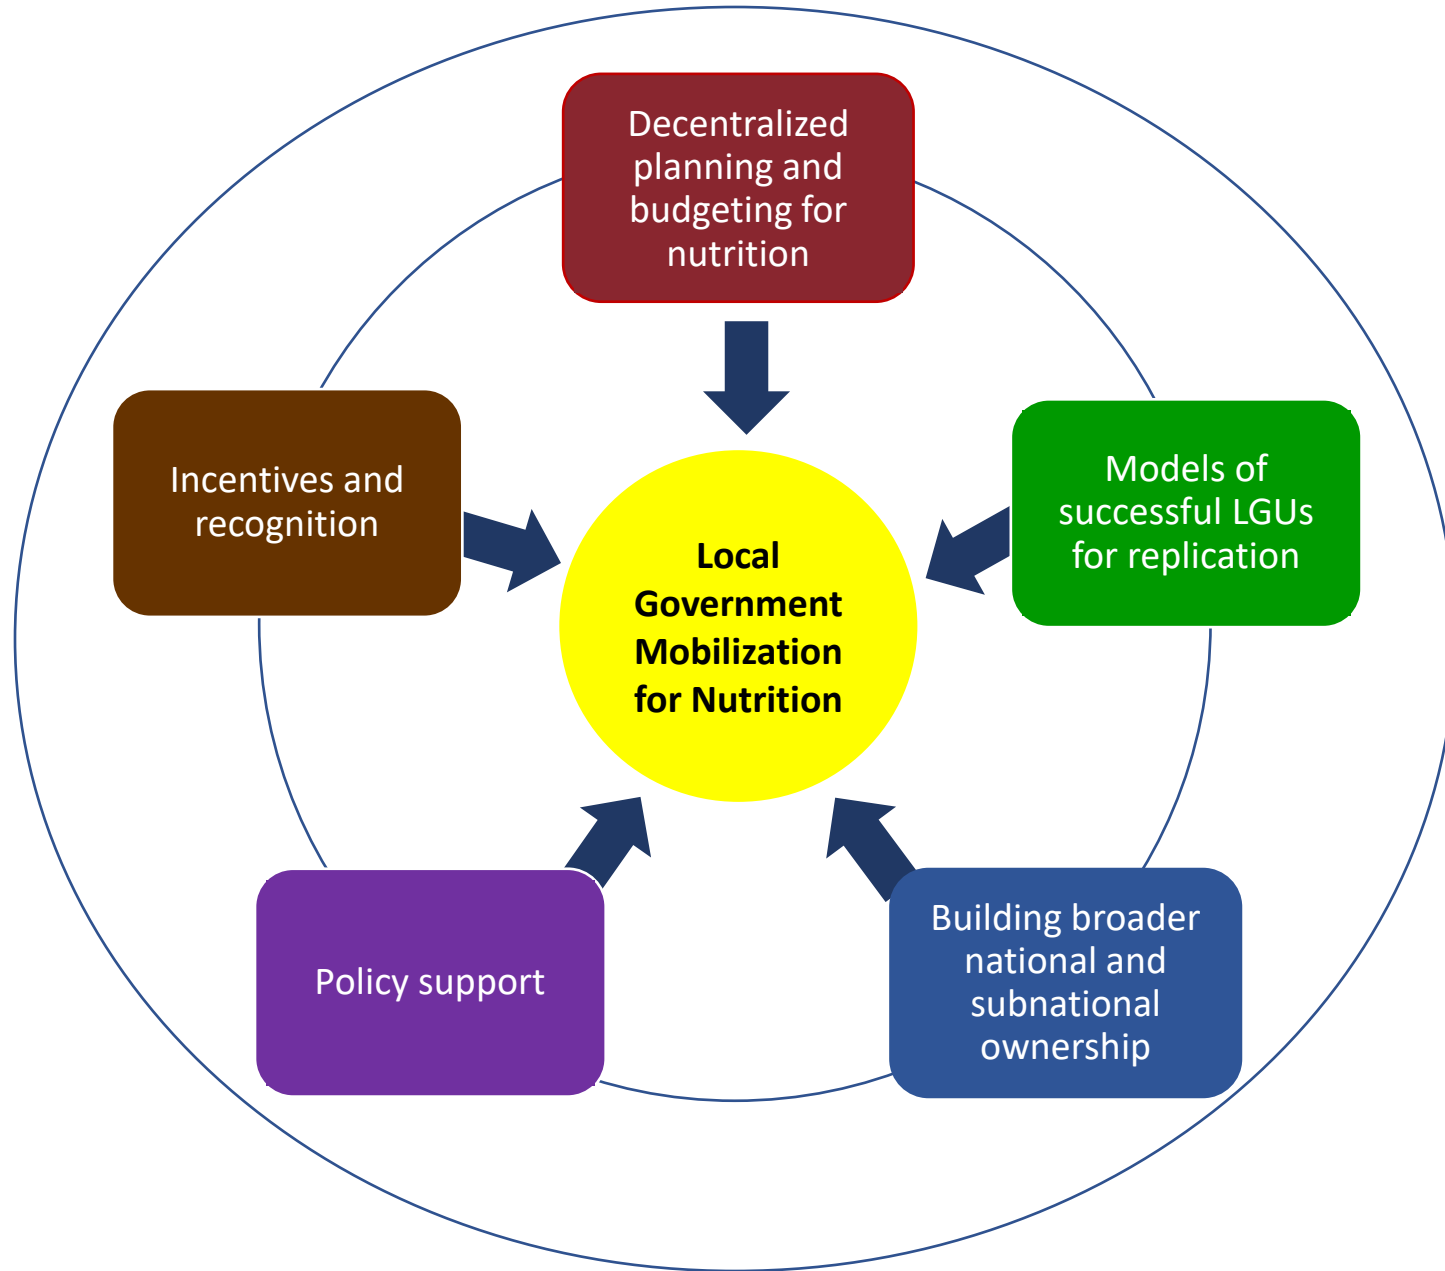 Decentralized
planning and
budgeting for
nutrition
Incentives and
recognition
Models of
successful LGUs
for replication
Local
Government
Mobilization
for Nutrition
Policy support
Building broader
national and
subnational
ownership